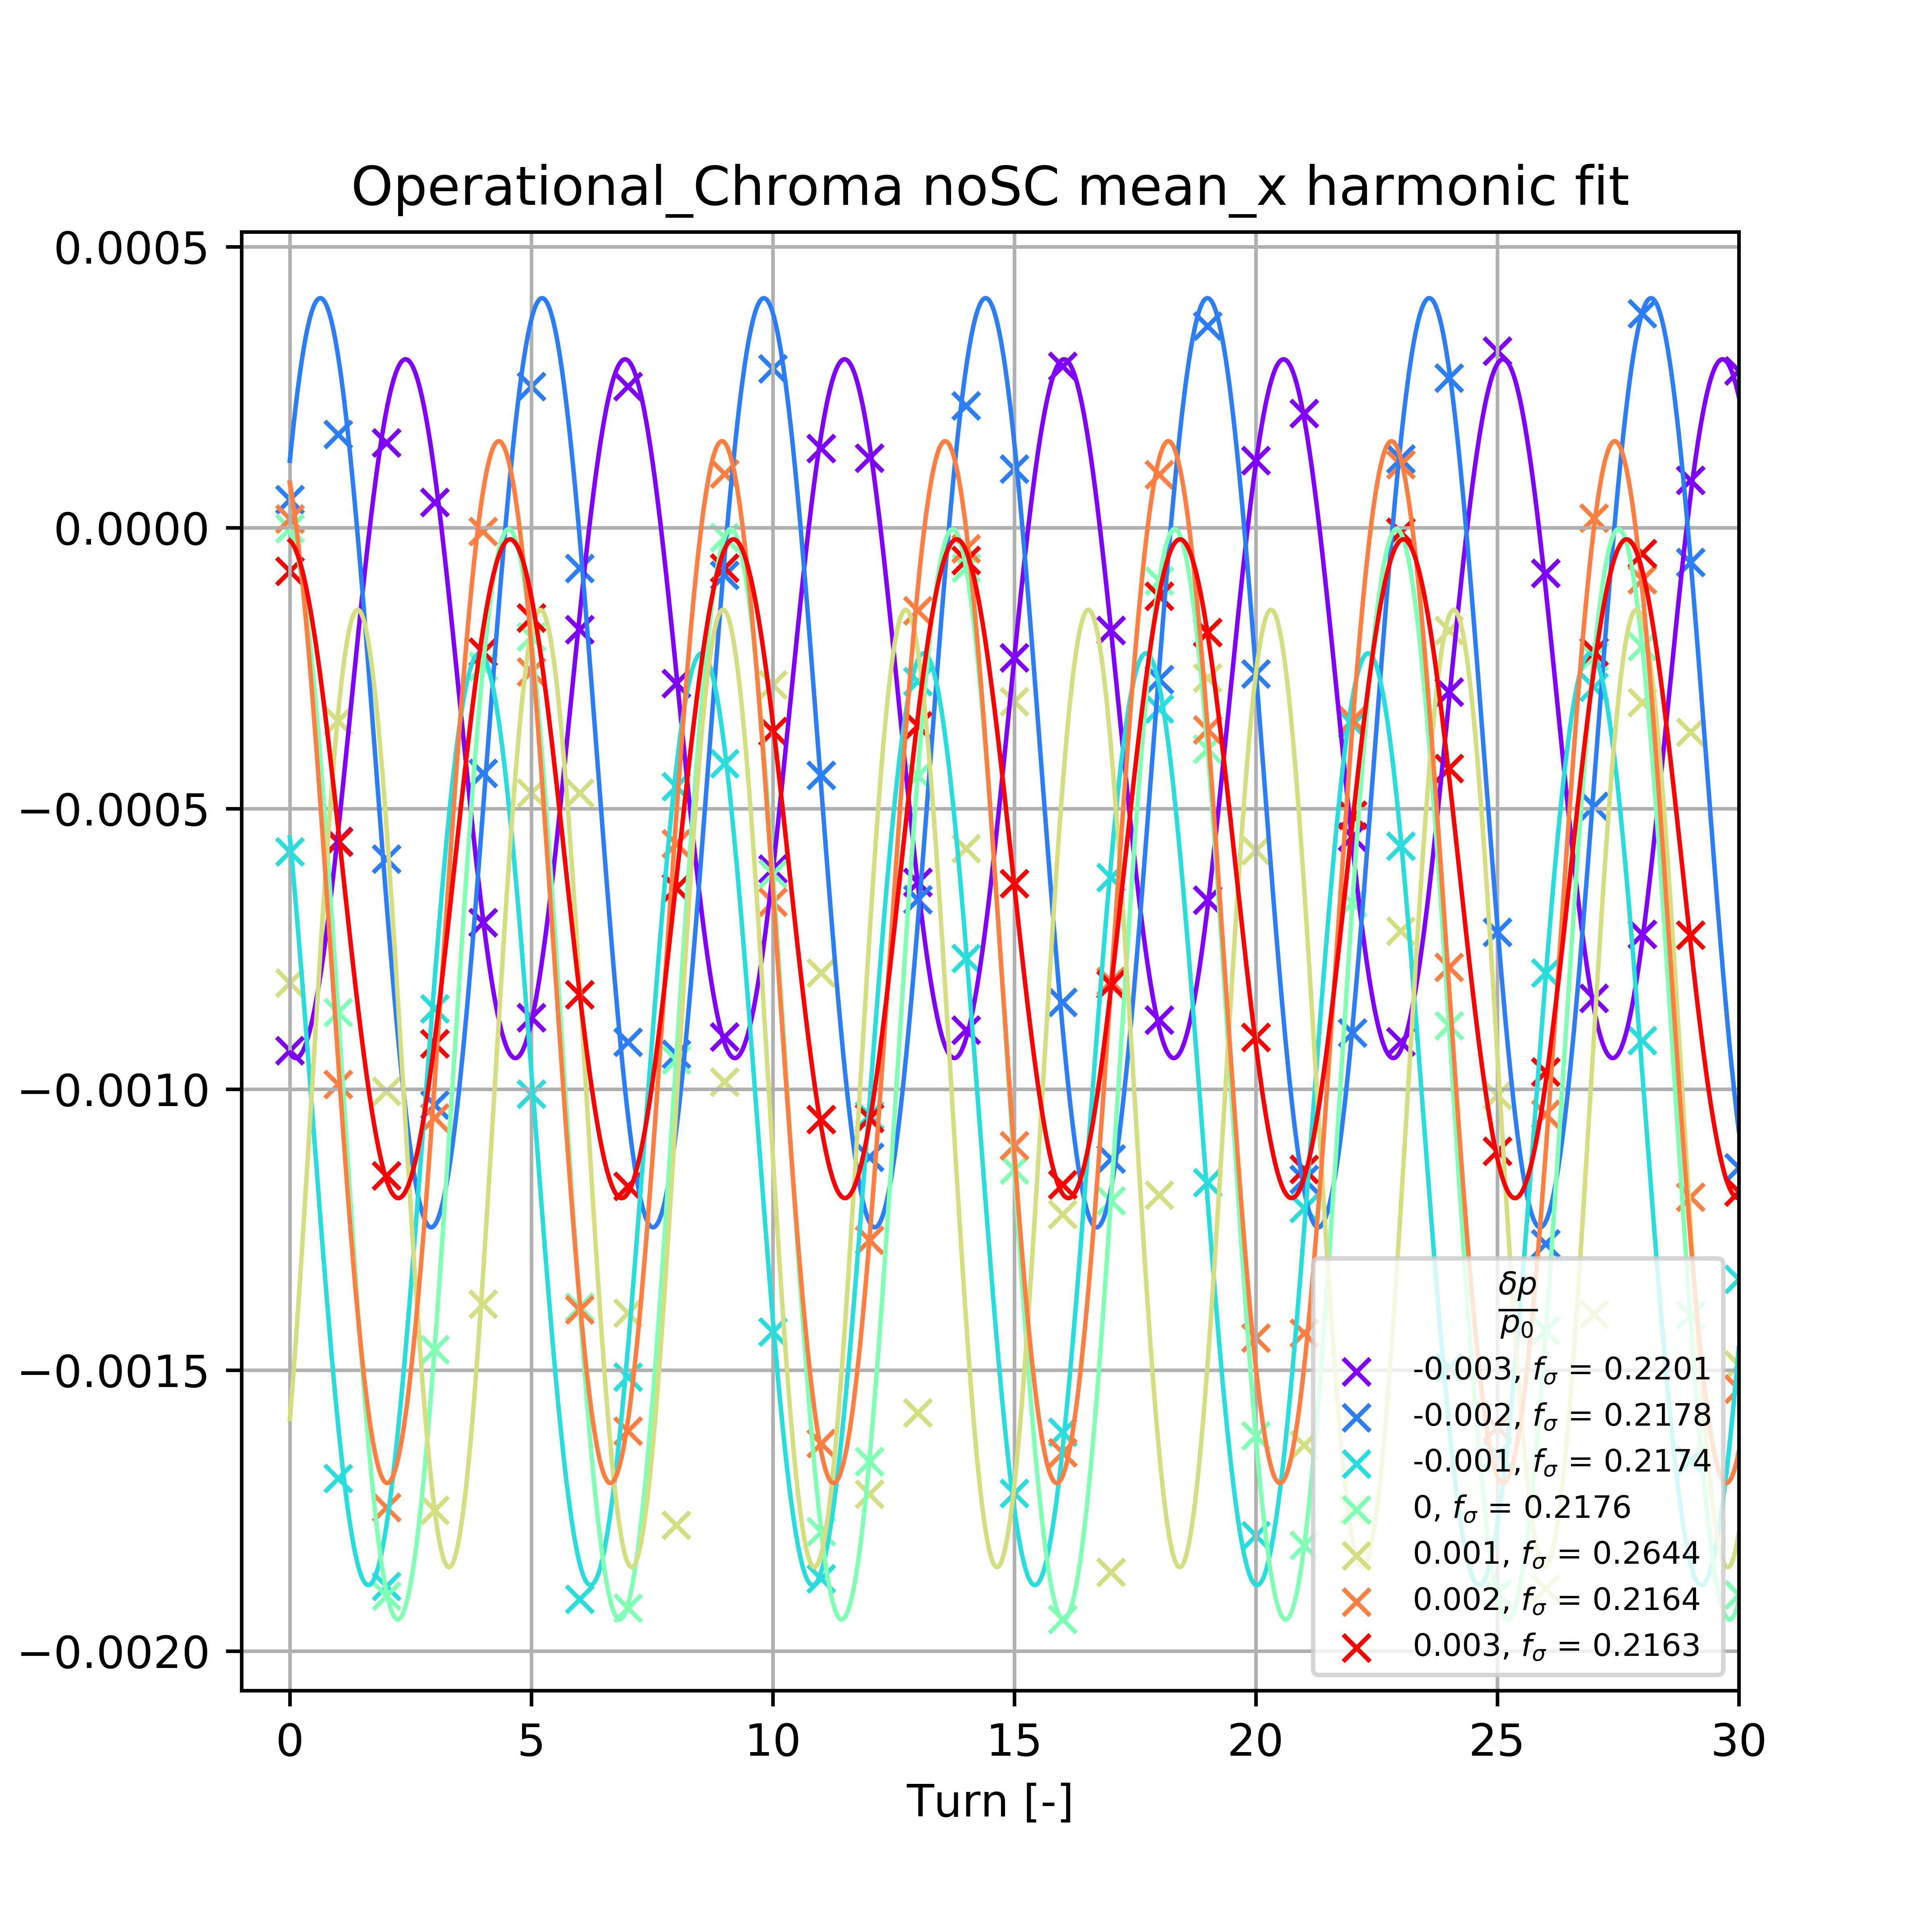 Operational_Chroma noSC mean_x harmonic fit
0.0005
0.0000
−0.0005
−0.0010
−0.0015
−0.0020
δp
p₀
-0.003, fσ = 0.2201
-0.002, fσ = 0.2178
-0.001, fσ = 0.2174
0, fσ = 0.2176
0.001, fσ = 0.2644
0.002, fσ = 0.2164
0.003, fσ = 0.2163
0 5 10 15 20 25 30
Turn [-]